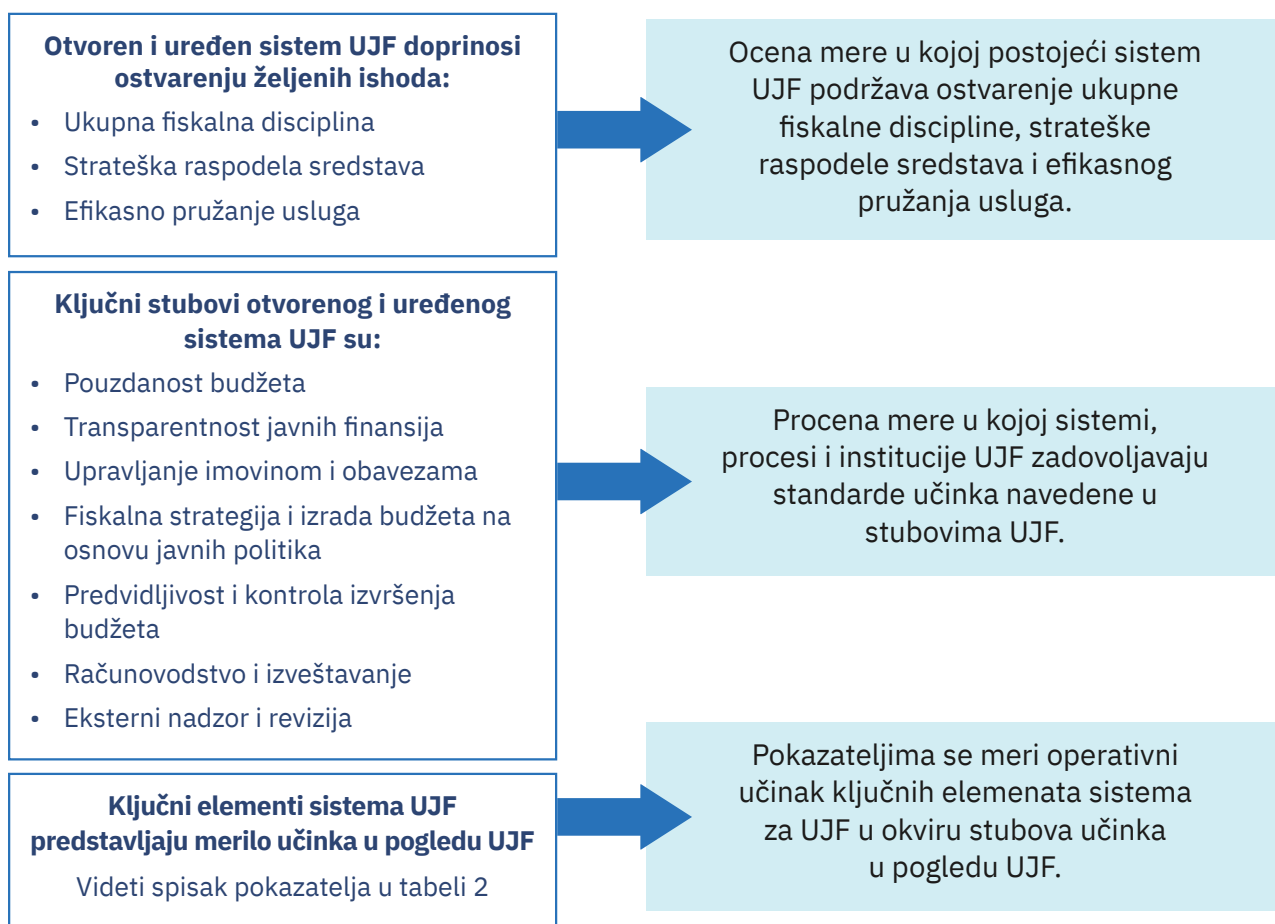 Otvoren i uređen sistem UJF doprinosi
ostvarenju željenih ishoda:
• Ukupna fiskalna disciplina
• Strateška raspodela sredstava
• Efikasno pružanje usluga
Ocena mere u kojoj postojeći sistem
UJF podržava ostvarenje ukupne
fiskalne discipline, strateške
raspodele sredstava i efikasnog
pružanja usluga.
Ključni stubovi otvorenog i uređenog
sistema UJF su:
• Pouzdanost budžeta
• Transparentnost javnih finansija
• Upravljanje imovinom i obavezama
• Fiskalna strategija i izrada budžeta na
osnovu javnih politika
• Predvidljivost i kontrola izvršenja
budžeta
• Računovodstvo i izveštavanje
• Eksterni nadzor i revizija
Procena mere u kojoj sistemi,
procesi i institucije UJF zadovoljavaju
standarde učinka navedene u
stubovima UJF.
Ključni elementi sistema UJF
predstavljaju merilo učinka u pogledu UJF
Videti spisak pokazatelja u tabeli 2
Pokazateljima se meri operativni
učinak ključnih elemenata sistema
za UJF u okviru stubova učinka
u pogledu UJF.